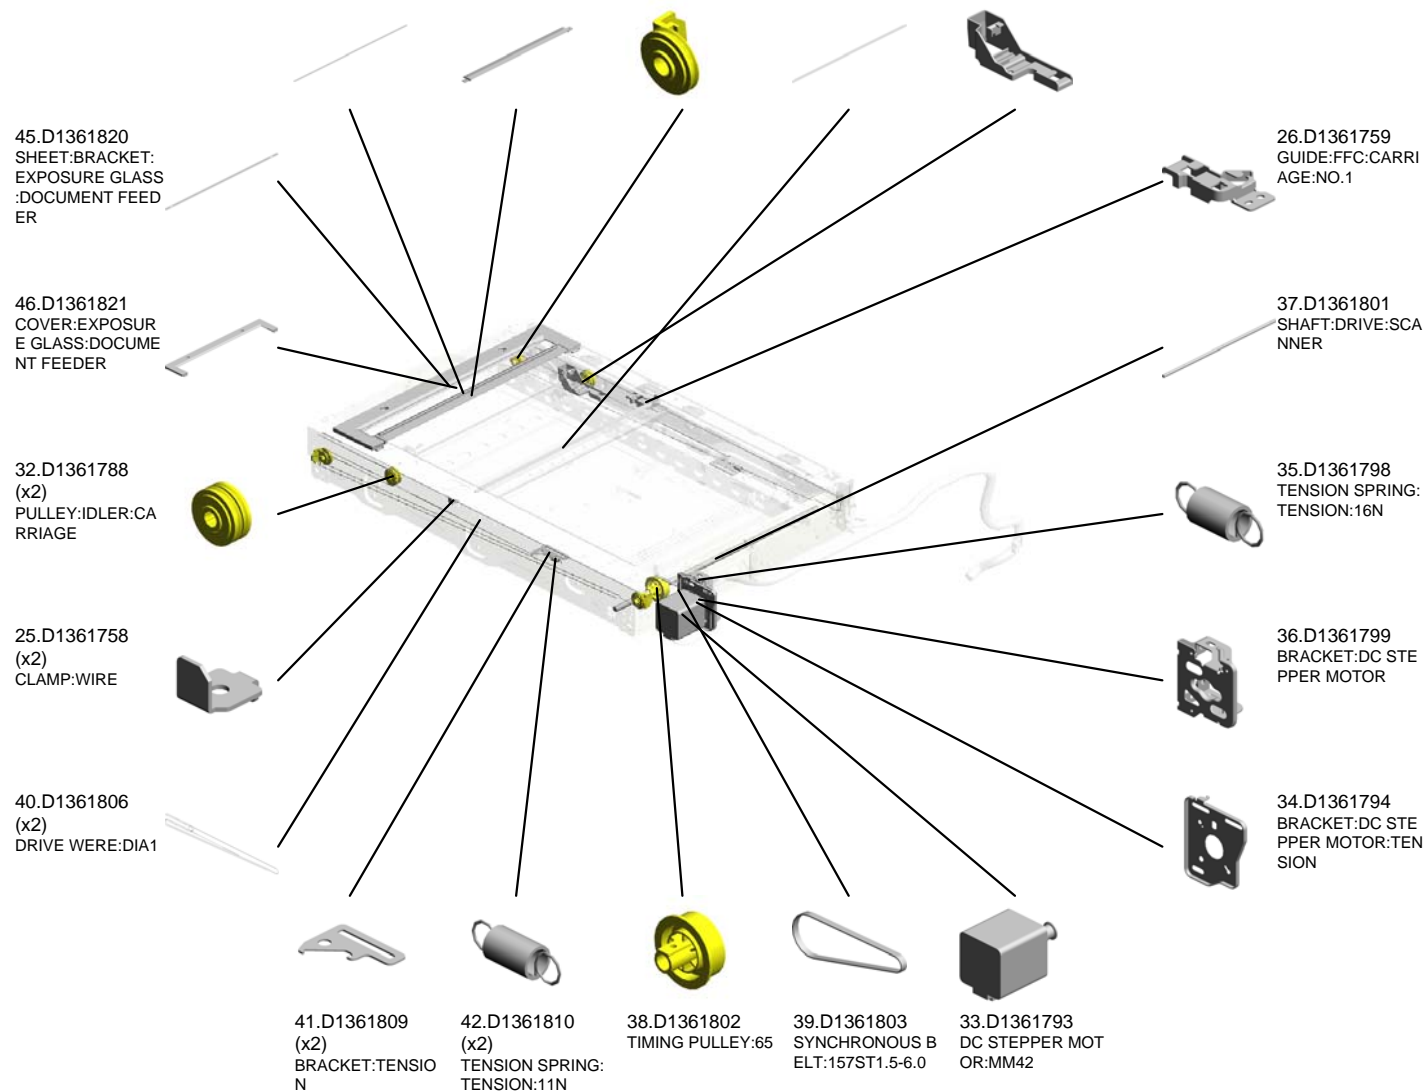 45.D1361820
SHEET:BRACKET:
EXPOSURE GLASS
:DOCUMENT FEED
ER
26.D1361759
GUIDE:FFC:CARRI
AGE:NO.1
46.D1361821
COVER:EXPOSUR
E GLASS:DOCUME
NT FEEDER
37.D1361801
SHAFT:DRIVE:SCA
NNER
32.D1361788
(x2)
PULLEY:IDLER:CA
RRIAGE
35.D1361798
TENSION SPRING:
TENSION:16N
25.D1361758
(x2)
CLAMP:WIRE
36.D1361799
BRACKET:DC STE
PPER MOTOR
40.D1361806
(x2)
DRIVE WERE:DIA1
34.D1361794
BRACKET:DC STE
PPER MOTOR:TEN
SION
41.D1361809
(x2)
BRACKET:TENSIO
N
42.D1361810
(x2)
TENSION SPRING:
TENSION:11N
38.D1361802
TIMING PULLEY:65
39.D1361803
SYNCHRONOUS B
ELT:157ST1.5-6.0
33.D1361793
DC STEPPER MOT
OR:MM42